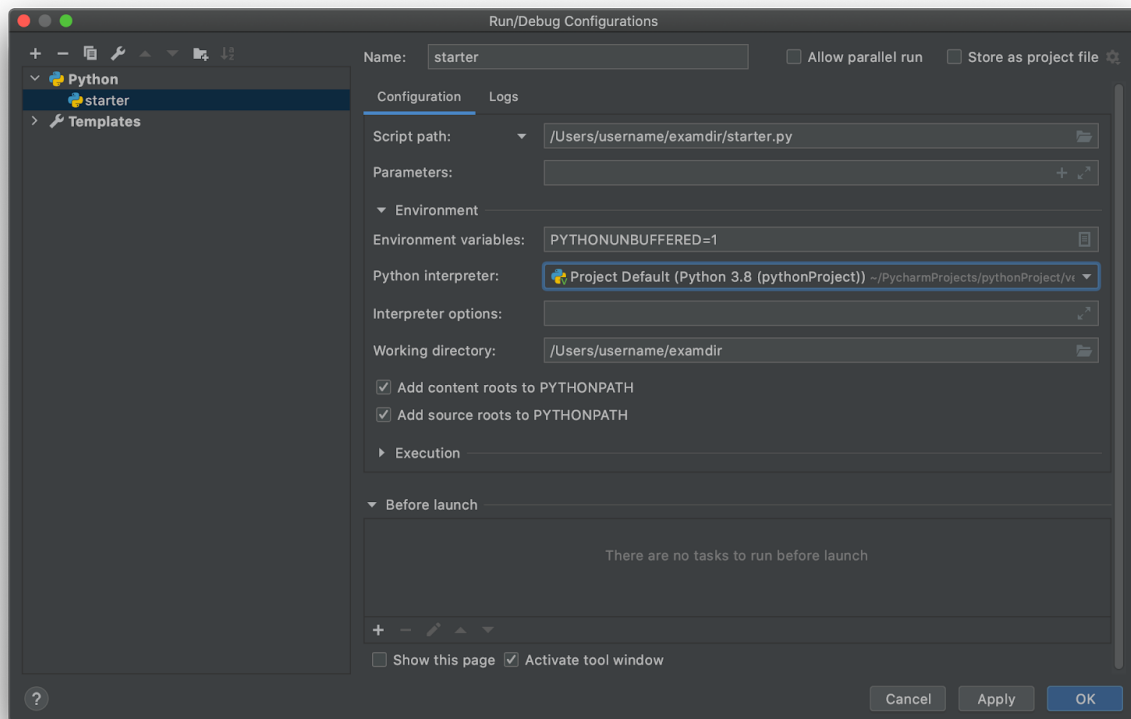 Run/Debug Configurations
Name: starter Allow parallel run Store as project file
Python
starter
Templates
Configuration Logs
Script path: /Users/username/examdir/starter.py
Parameters:
Environment
Environment variables: PYTHONUNBUFFERED=1
Python interpreter: Project Default (Python 3.8 (pythonProject)) ~/PycharmProjects/pythonProject/ve
Interpreter options:
Working directory: /Users/username/examdir
Add content roots to PYTHONPATH
Add source roots to PYTHONPATH
Execution
Before launch
There are no tasks to run before launch
Show this page Activate tool window
? Cancel Apply OK